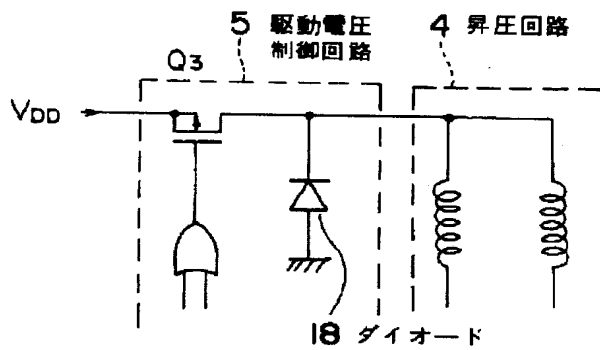 5 駆動電圧
制御回路
4 昇圧回路
Q3
VDD
18 ダイオード